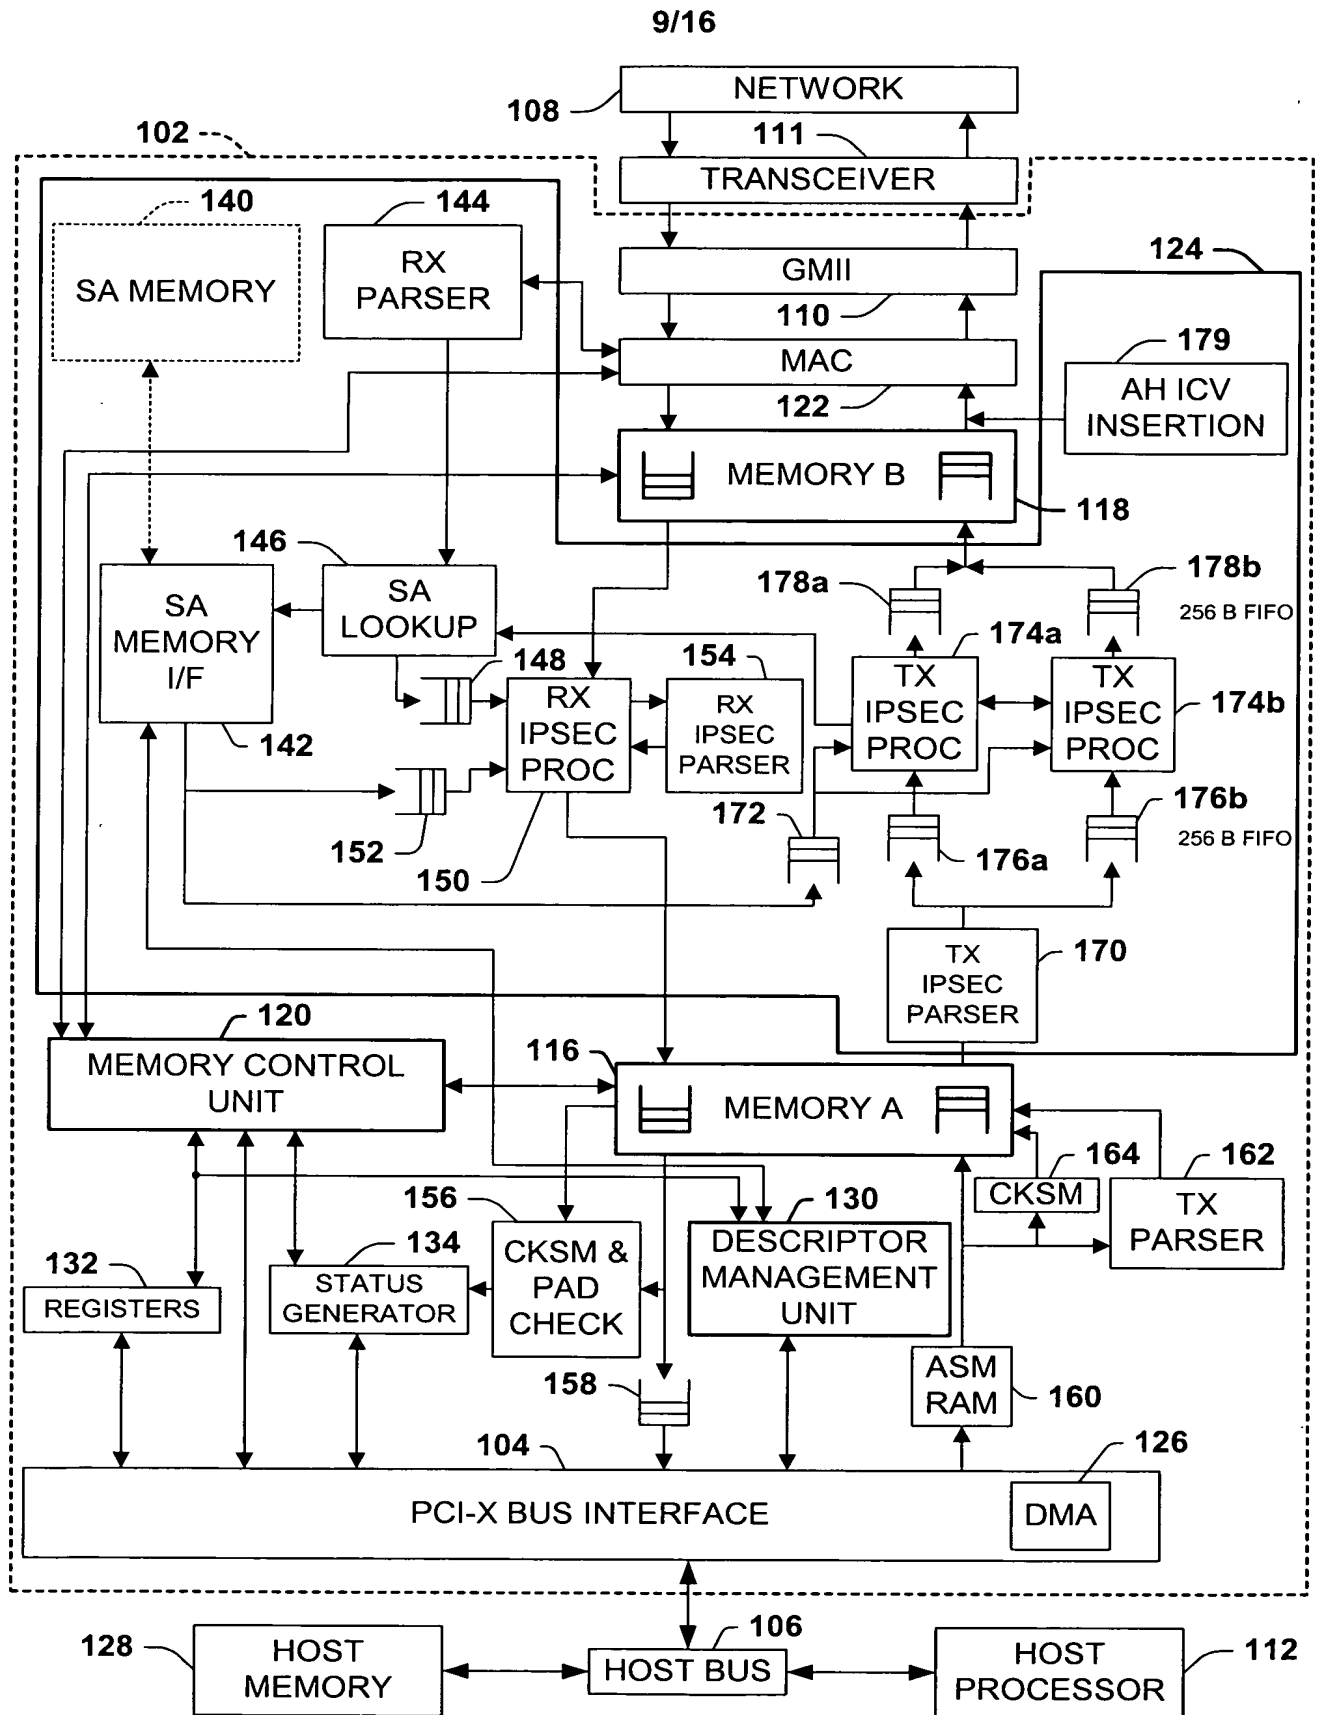 9/16
NETWORK
108
102
111
TRANSCEIVER
140
144
SA MEMORY
RX
PARSER
GMII
110
124
MAC
122
179
AH ICV
INSERTION
MEMORY B
118
146
SA
LOOKUP
SA
MEMORY
I/F
142
148
178a
178b
256 B FIFO
174a
154
RX
IPSEC
PROC
RX
IPSEC
PARSER
TX
IPSEC
PROC
TX
IPSEC
PROC
174b
152
150
172
176a
176b
256 B FIFO
TX
IPSEC
PARSER
170
120
MEMORY CONTROL
UNIT
116
MEMORY A
164
CKSM
162
TX
PARSER
156
CKSM &
PAD
CHECK
130
DESCRIPTOR
MANAGEMENT
UNIT
132
REGISTERS
134
STATUS
GENERATOR
158
ASM
RAM
160
104
PCI-X BUS INTERFACE
126
DMA
106
HOST BUS
128
HOST
MEMORY
HOST
PROCESSOR
112